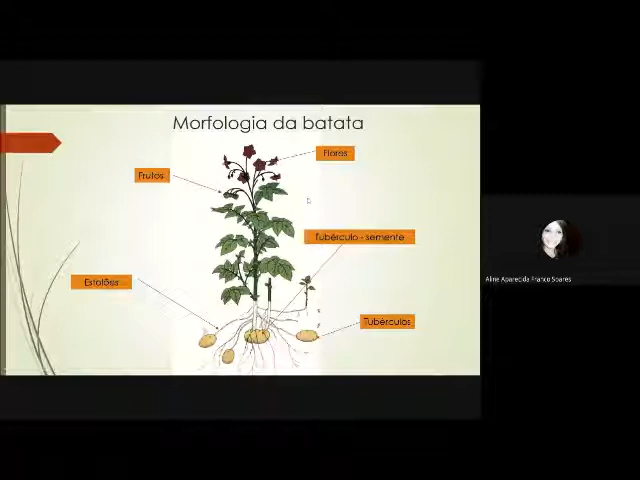 Morfologia da batata
Flores
Frutos
Tubérculo - semente
Estolões
Tubérculos
Aline Aparecida Franco Soares